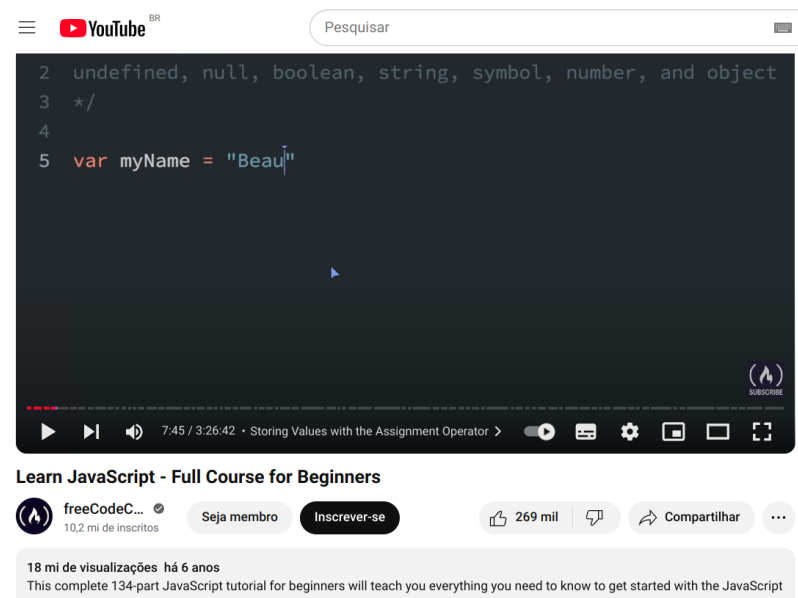 YouTube BR
Pesquisar
2 undefined, null, boolean, string, symbol, number, and object
3 */
4
5 var myName = "Beau"
SUBSCRIBE
7:45 / 3:26:42 • Storing Values with the Assignment Operator
Learn JavaScript - Full Course for Beginners
freeCodeC...
10,2 mi de inscritos
Seja membro
Inscrever-se
269 mil
Compartilhar
18 mi de visualizações há 6 anos
This complete 134-part JavaScript tutorial for beginners will teach you everything you need to know to get started with the JavaScript